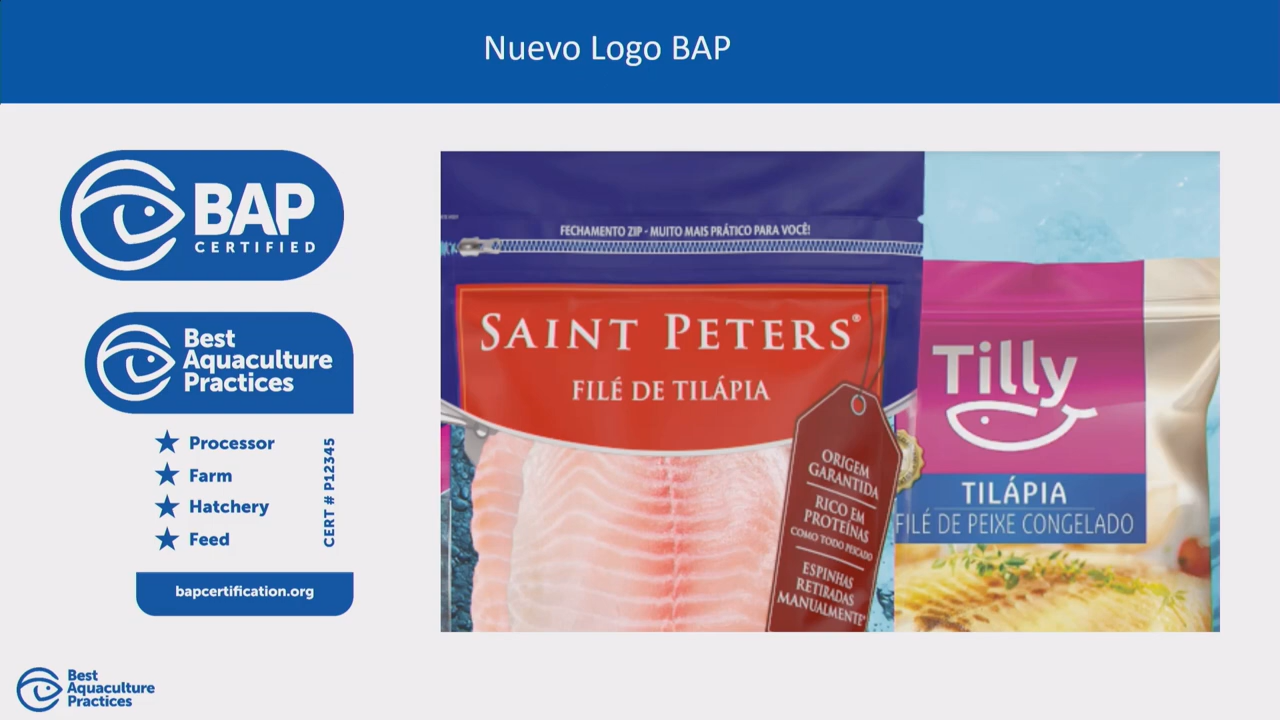 Nuevo Logo BAP
BAP
CERTIFIED
Best
Aquaculture
Practices
Processor
Farm
Hatchery
Feed
CERT # P12345
bapcertification.org
FECHAMENTO ZIP - MUITO MAIS PRÁTICO PARA VOCÊ!
SAINT PETERS®
FILÉ DE TILÁPIA
ORIGEM
GARANTIDA
RICO EM
PROTEÍNAS
COMO TODO PESCADO
ESPINHAS
RETIRADAS
MANUALMENTE*
Tilly
TILÁPIA
FILÉ DE PEIXE CONGELADO
Best
Aquaculture
Practices